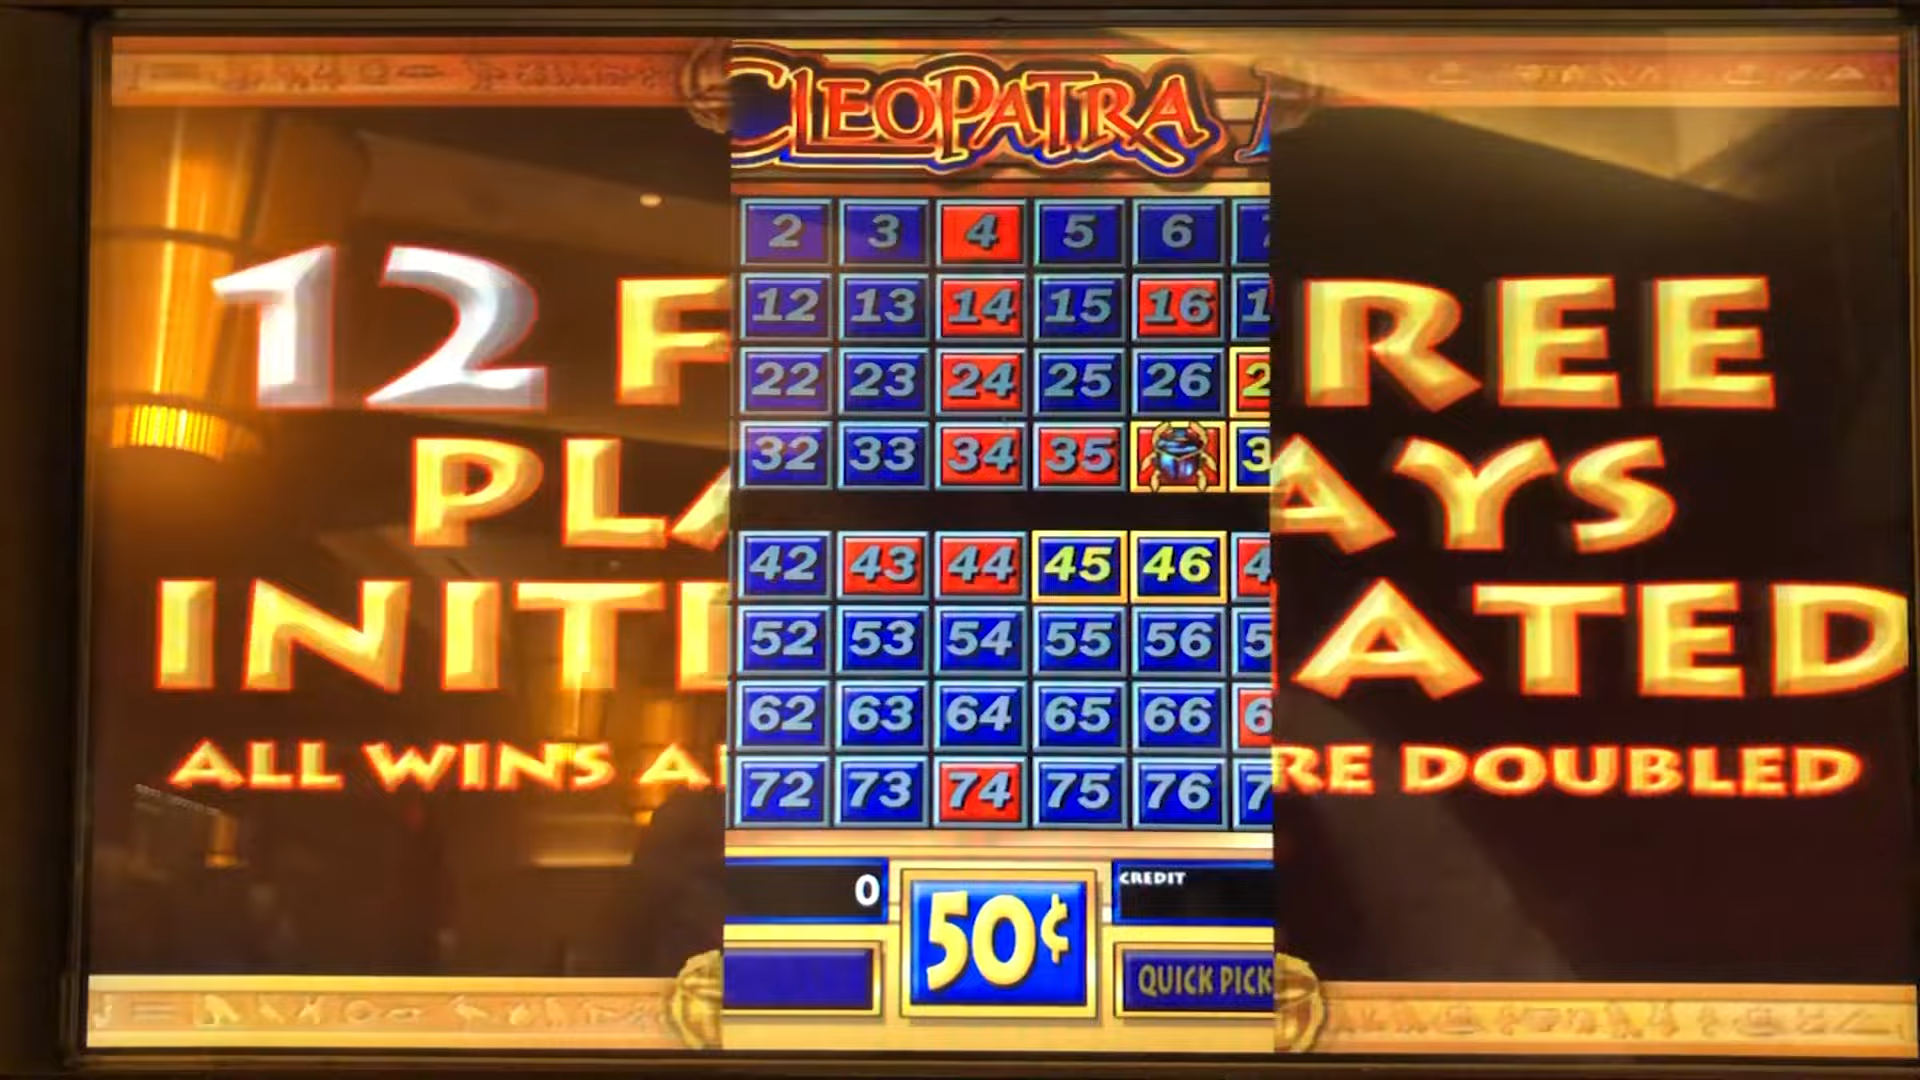 CLEOPATRA
2 3 4 5 6
12 13 14 15 16
22 23 24 25 26
32 33 34 35
42 43 44 45 46
52 53 54 55 56
62 63 64 65 66
72 73 74 75 76
0 50¢ CREDIT
QUICK PICK
12 F REE
PLA AYS
INITI ATED
ALL WINS A RE DOUBLED